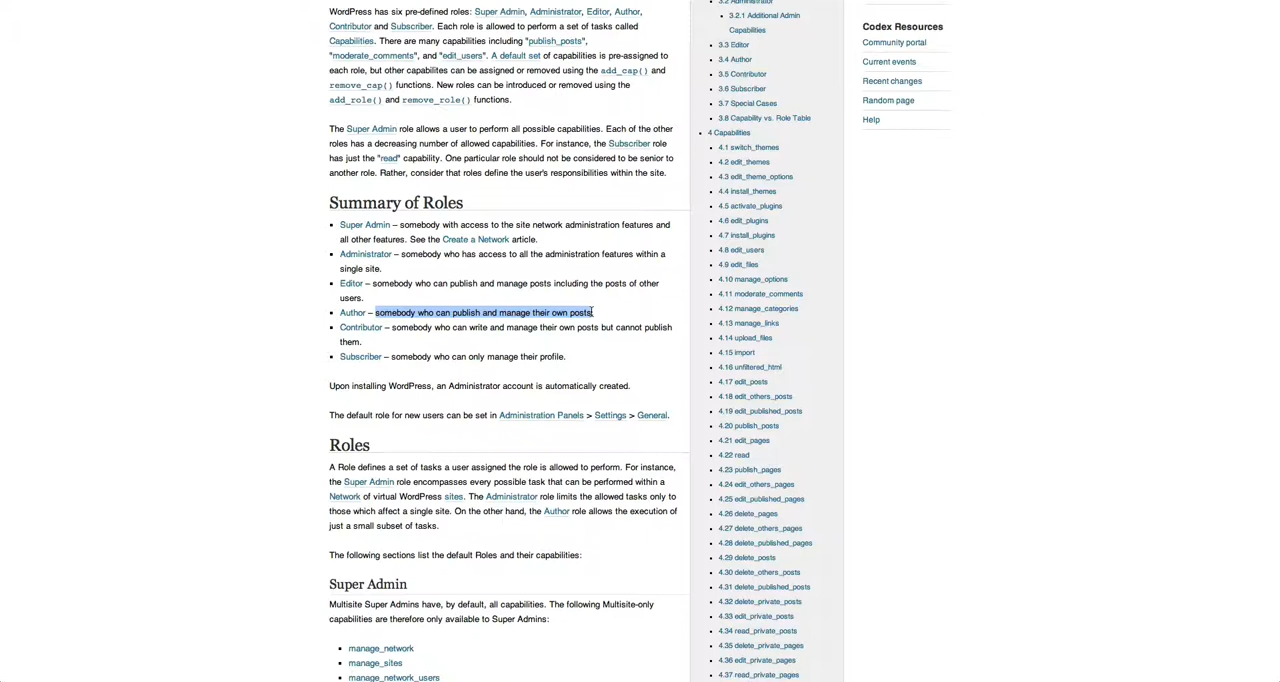 WordPress has six pre-defined roles: Super Admin, Administrator, Editor, Author,
Contributor and Subscriber. Each role is allowed to perform a set of tasks called
Capabilities. There are many capabilities including "publish_posts",
"moderate_comments", and "edit_users". A default set of capabilities is pre-assigned to
each role, but other capabilites can be assigned or removed using the add_cap() and
remove_cap() functions. New roles can be introduced or removed using the
add_role() and remove_role() functions.
The Super Admin role allows a user to perform all possible capabilities. Each of the other
roles has a decreasing number of allowed capabilities. For instance, the Subscriber role
has just the "read" capability. One particular role should not be considered to be senior to
another role. Rather, consider that roles define the user's responsibilities within the site.
Summary of Roles
Super Admin – somebody with access to the site network administration features and
all other features. See the Create a Network article.
Administrator – somebody who has access to all the administration features within a
single site.
Editor – somebody who can publish and manage posts including the posts of other
users.
Author – somebody who can publish and manage their own posts
Contributor – somebody who can write and manage their own posts but cannot publish
them.
Subscriber – somebody who can only manage their profile.
Upon installing WordPress, an Administrator account is automatically created.
The default role for new users can be set in Administration Panels > Settings > General.
Roles
A Role defines a set of tasks a user assigned the role is allowed to perform. For instance,
the Super Admin role encompasses every possible task that can be performed within a
Network of virtual WordPress sites. The Administrator role limits the allowed tasks only to
those which affect a single site. On the other hand, the Author role allows the execution of
just a small subset of tasks.
The following sections list the default Roles and their capabilities:
Super Admin
Multisite Super Admins have, by default, all capabilities. The following Multisite-only
capabilities are therefore only available to Super Admins:
manage_network
manage_sites
manage_network_users
3.2 Administrator
3.2.1 Additional Admin
Capabilities
3.3 Editor
3.4 Author
3.5 Contributor
3.6 Subscriber
3.7 Special Cases
3.8 Capability vs. Role Table
4 Capabilities
4.1 switch_themes
4.2 edit_themes
4.3 edit_theme_options
4.4 install_themes
4.5 activate_plugins
4.6 edit_plugins
4.7 install_plugins
4.8 edit_users
4.9 edit_files
4.10 manage_options
4.11 moderate_comments
4.12 manage_categories
4.13 manage_links
4.14 upload_files
4.15 import
4.16 unfiltered_html
4.17 edit_posts
4.18 edit_others_posts
4.19 edit_published_posts
4.20 publish_posts
4.21 edit_pages
4.22 read
4.23 publish_pages
4.24 edit_others_pages
4.25 edit_published_pages
4.26 delete_pages
4.27 delete_others_pages
4.28 delete_published_pages
4.29 delete_posts
4.30 delete_others_posts
4.31 delete_published_posts
4.32 delete_private_posts
4.33 edit_private_posts
4.34 read_private_posts
4.35 delete_private_pages
4.36 edit_private_pages
4.37 read_private_pages
Codex Resources
Community portal
Current events
Recent changes
Random page
Help